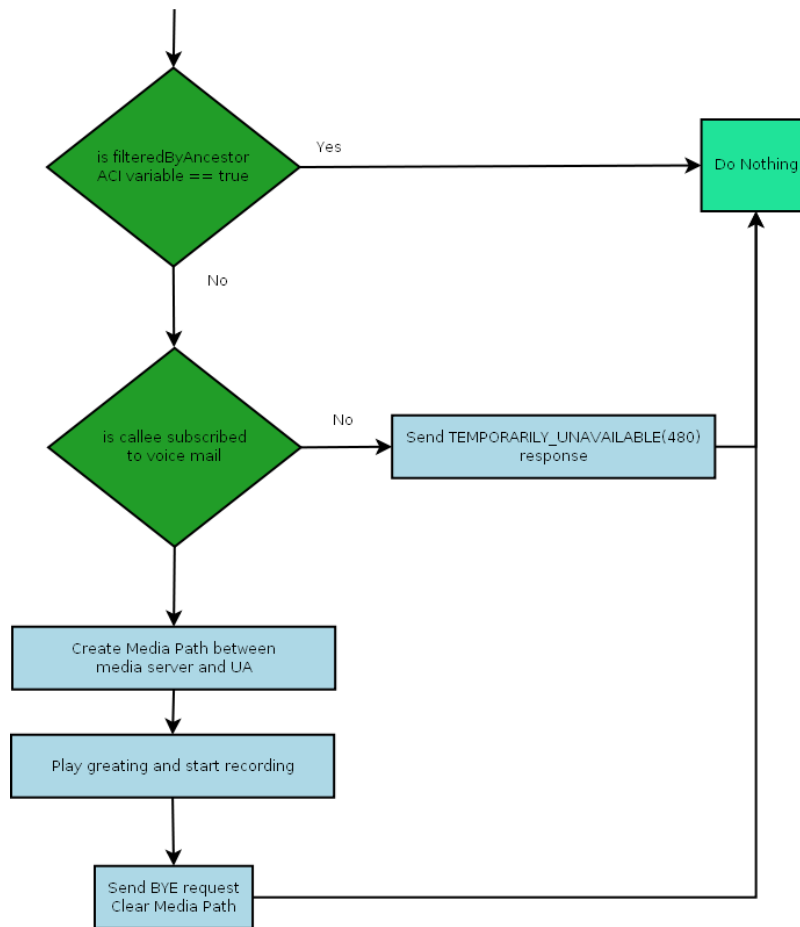 is filteredByAncestor
ACI variable == true
Yes
Do Nothing
No
is callee subscribed
to voice mail
No
Send TEMPORARILY_UNAVAILABLE(480)
response
Create Media Path between
media server and UA
Play greating and start recording
Send BYE request
Clear Media Path